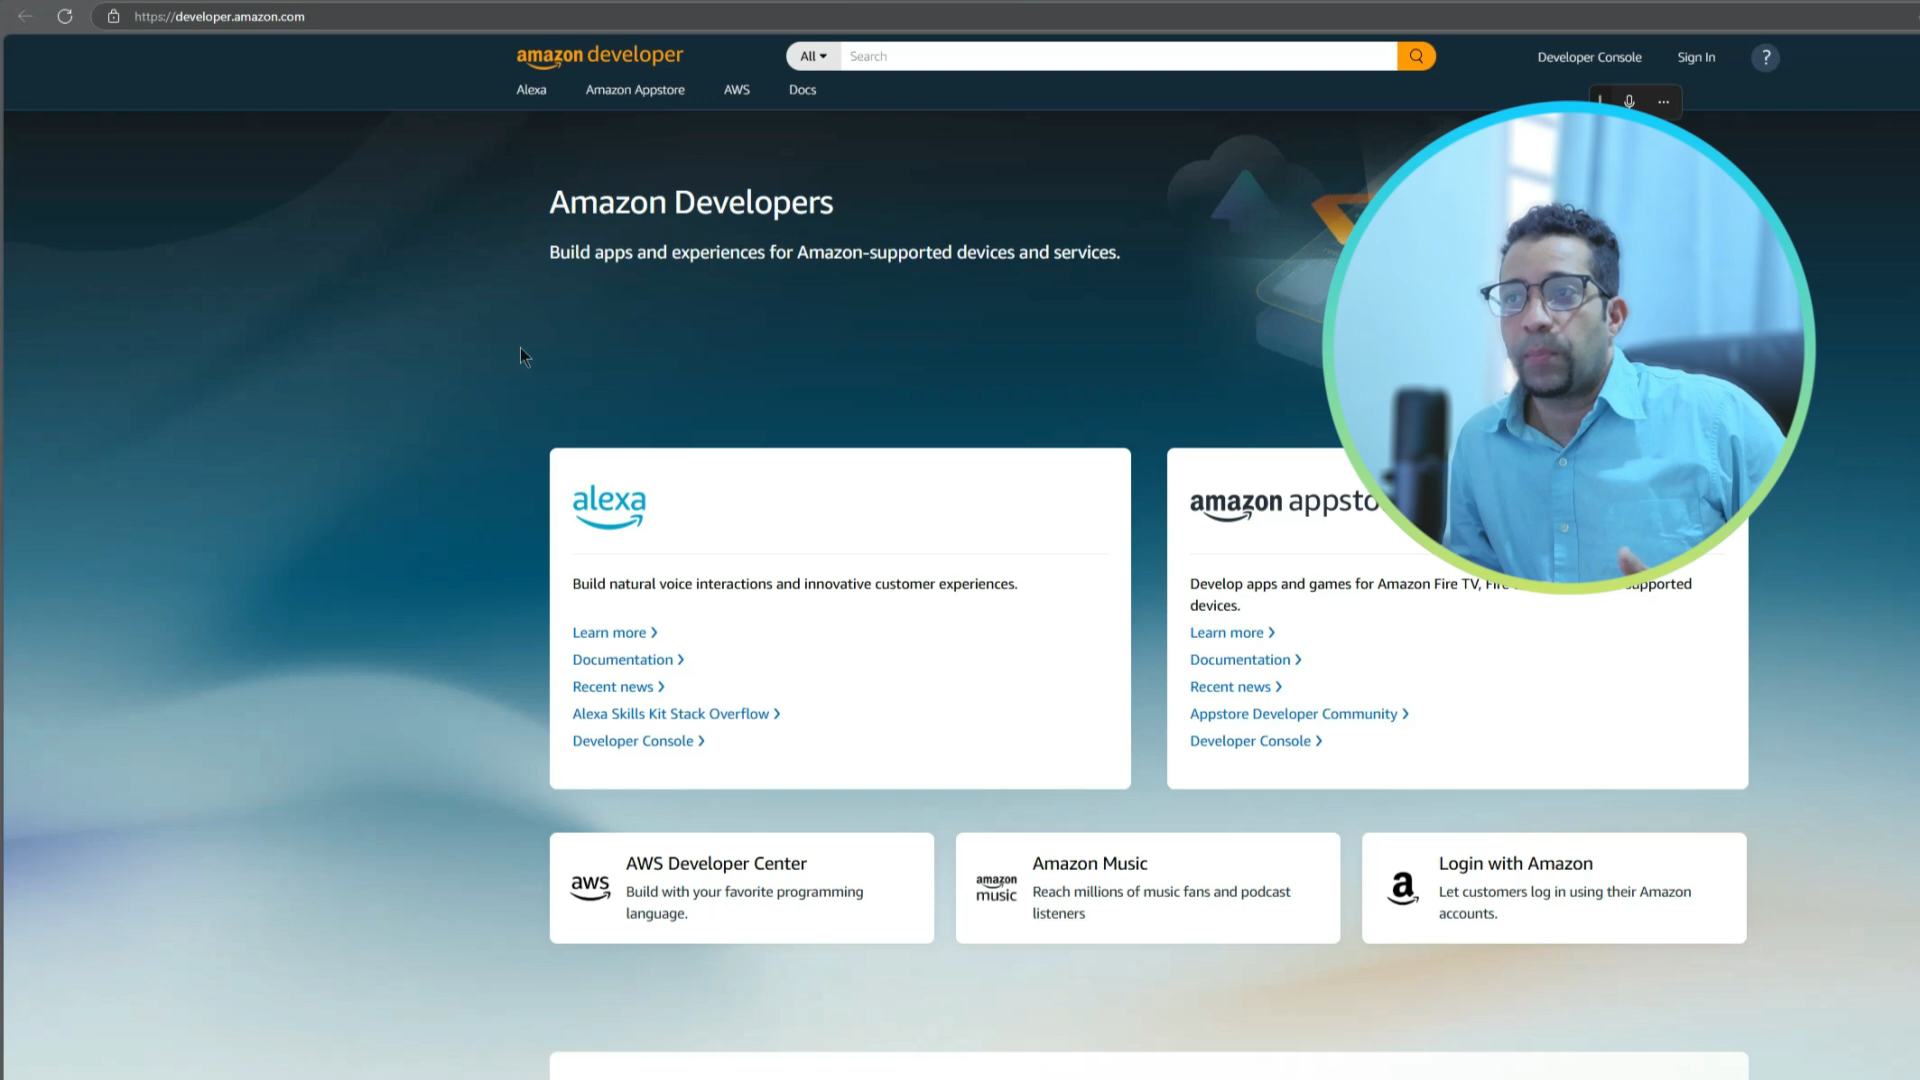 https://developer.amazon.com
amazon developer
All
Search
Developer Console
Sign In
?
Alexa
Amazon Appstore
AWS
Docs
Amazon Developers
Build apps and experiences for Amazon-supported devices and services.
alexa
Build natural voice interactions and innovative customer experiences.
Learn more
Documentation
Recent news
Alexa Skills Kit Stack Overflow
Developer Console
amazon appsto
Develop apps and games for Amazon Fire TV,
devices.
Learn more
Documentation
Recent news
Appstore Developer Community
Developer Console
aws
AWS Developer Center
Build with your favorite programming
language.
amazon
music
Amazon Music
Reach millions of music fans and podcast
listeners
a
Login with Amazon
Let customers log in using their Amazon
accounts.